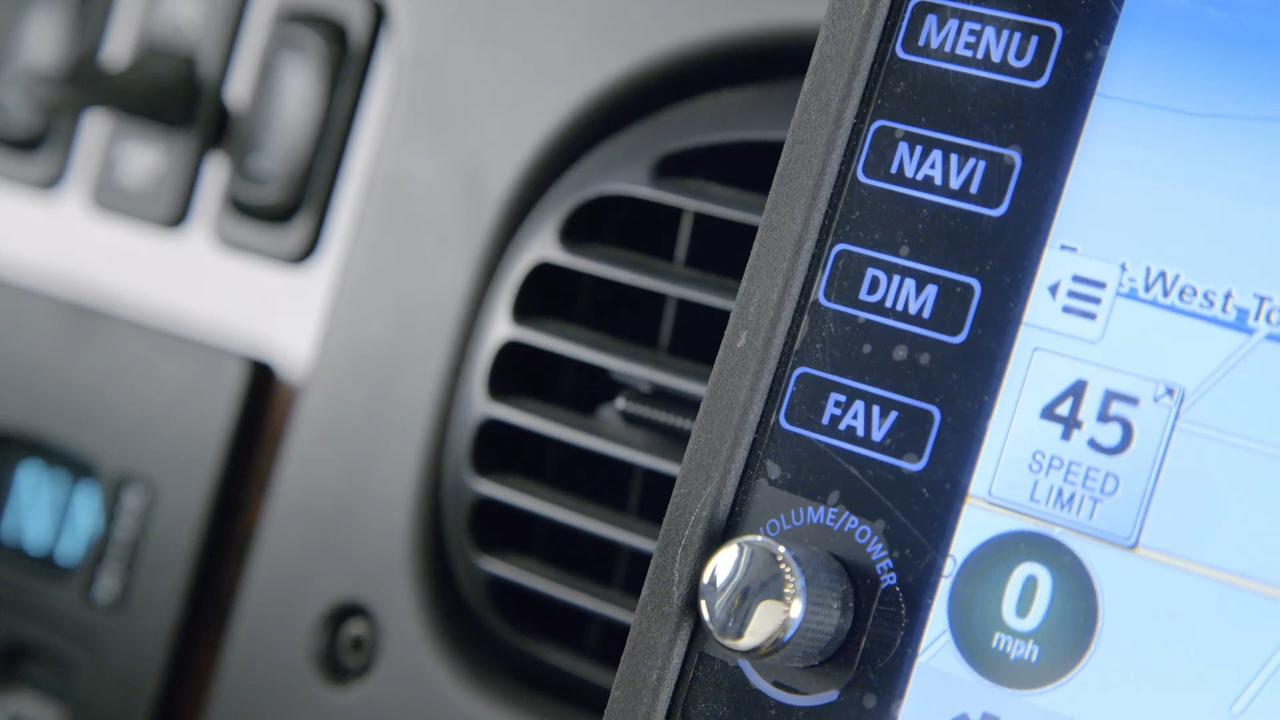 MENU
NAVI
DIM
FAV
VOLUME/POWER
t-West To
45
SPEED
LIMIT
0
mph